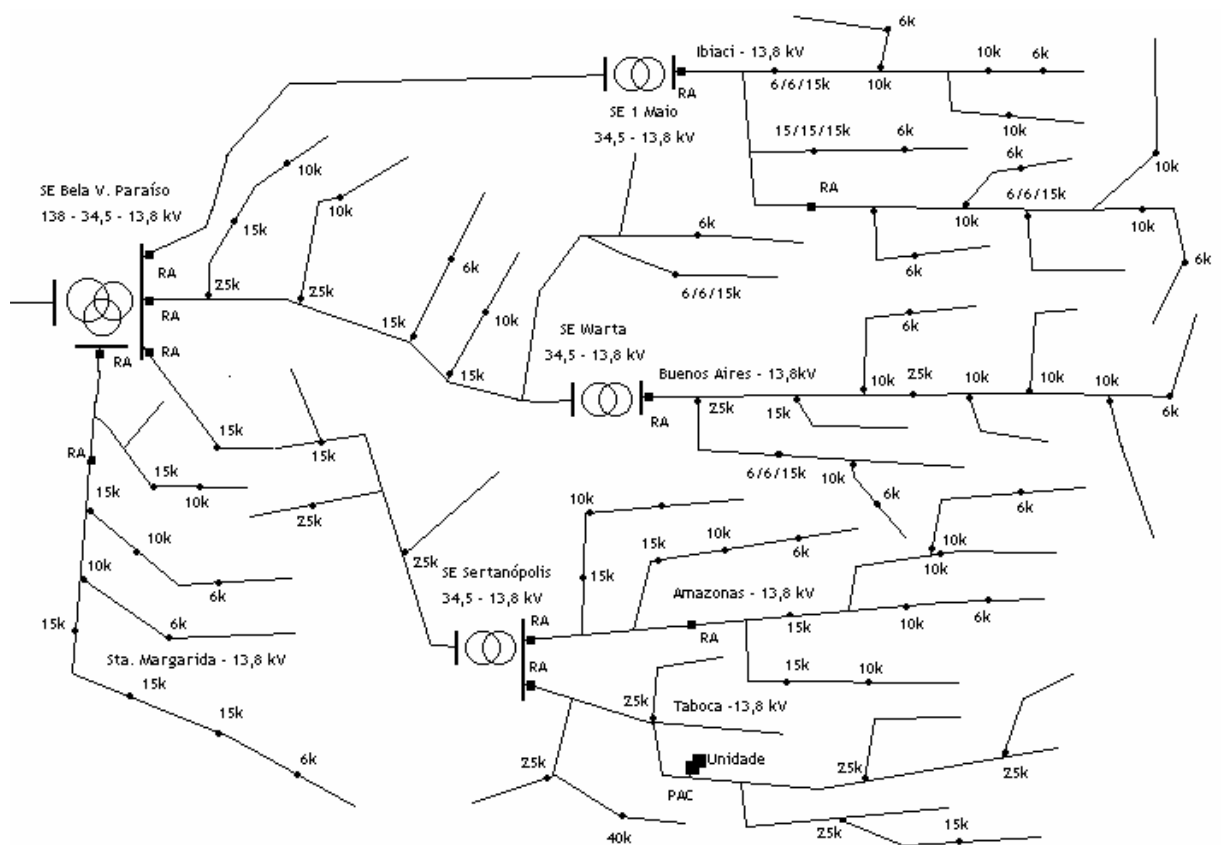 6k
Ibiaci - 13,8 kV
10k
6k
RA
6/6/15k
10k
SE 1 Maio
34,5 - 13,8 kV
10k
15/15/15k
6k
10k
6k
10k
SE Bela V. Paraíso
138 - 34,5 - 13,8 kV
RA
6/6/15k
10k
15k
10k
10k
6k
6k
6k
RA
6/6/15k
25k
25k
6k
RA
15k
10k
SE Warta
34,5 - 13,8 kV
6k
RA
RA
15k
Buenos Aires - 13,8kV
10k
25k
10k
10k
10k
6k
25k
15k
RA
15k
15k
RA
15k
10k
6/6/15k
10k
15k
25k
10k
6k
6k
10k
15k
10k
6k
25k
15k
10k
6k
SE Sertanópolis
34,5 - 13,8 kV
Amazonas - 13,8 kV
10k
6k
15k
RA
RA
15k
10k
6k
Sta. Margarida - 13,8 kV
RA
15k
10k
15k
25k
Taboca -13,8 kV
15k
6k
25k
Unidade
PAC
25k
25k
40k
25k
15k